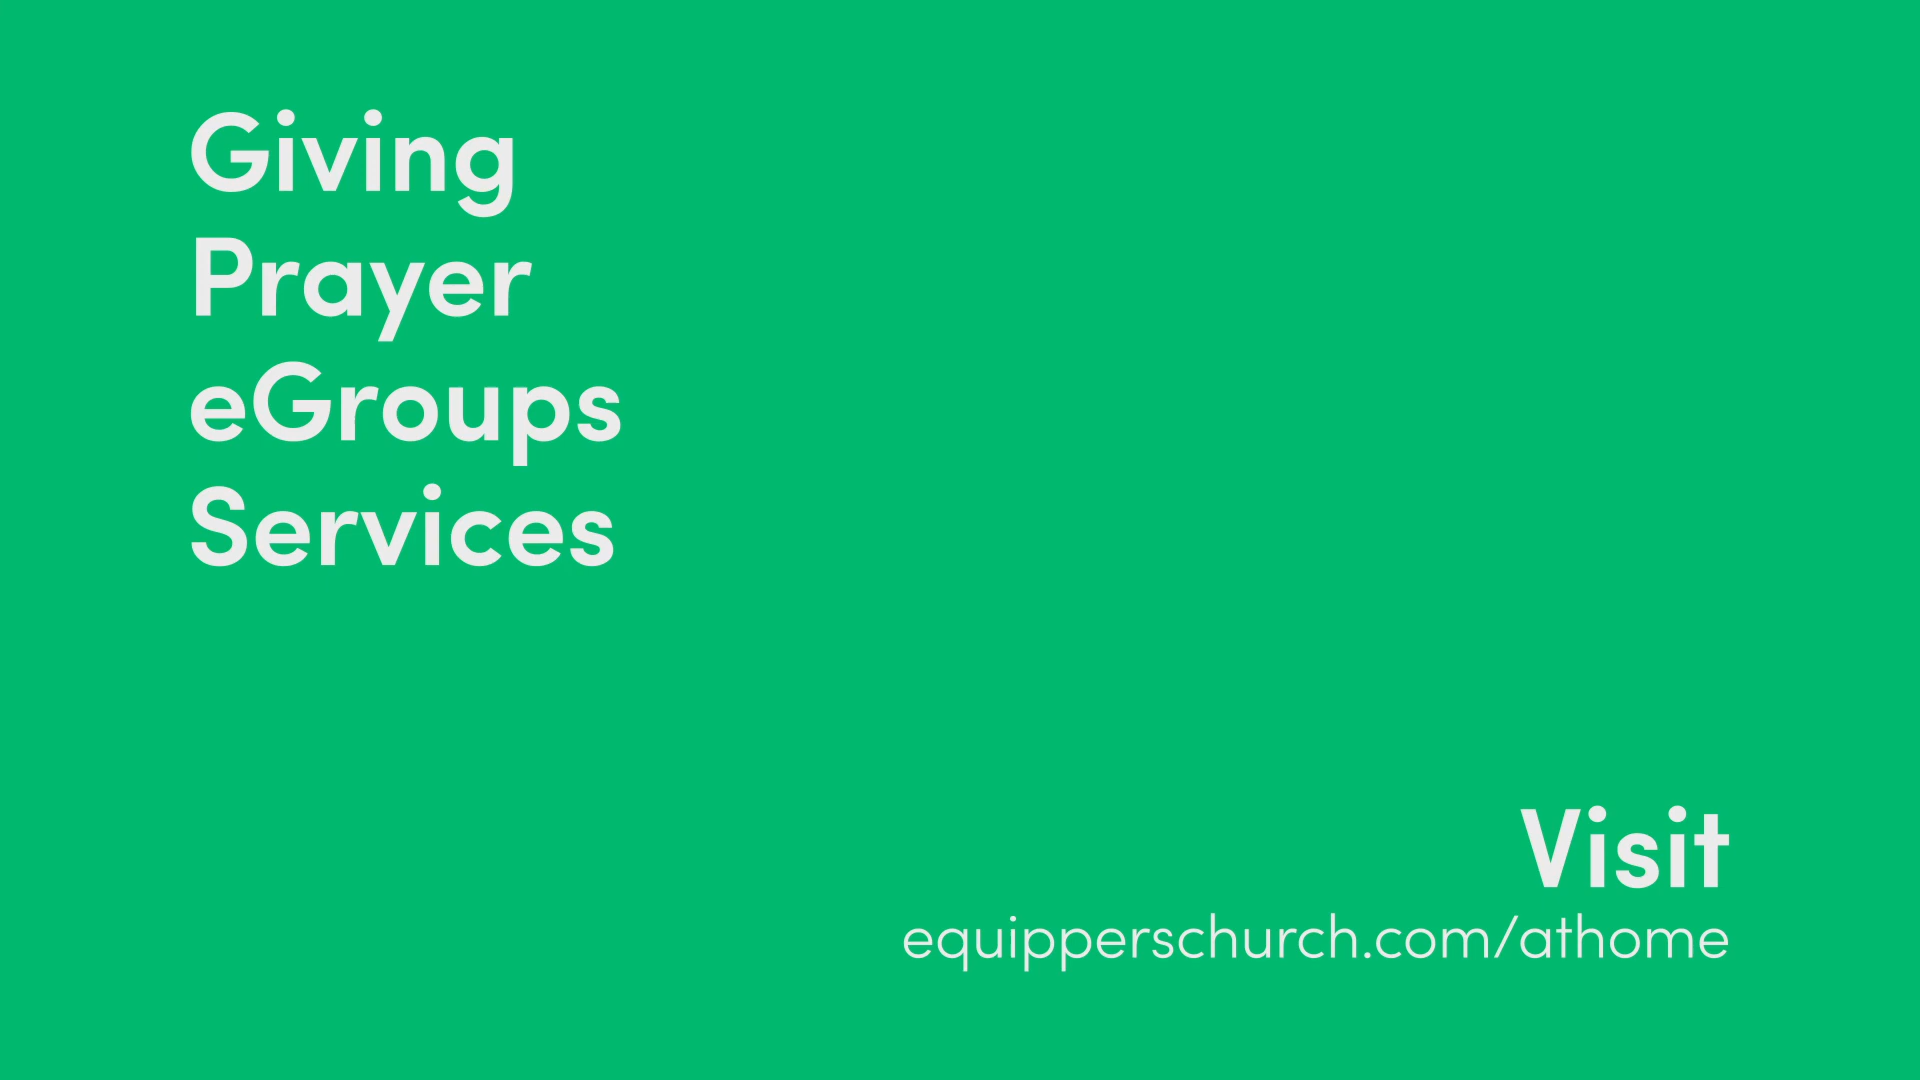 Giving
Prayer
eGroups
Services
Visit
equipperschurch.com/athome